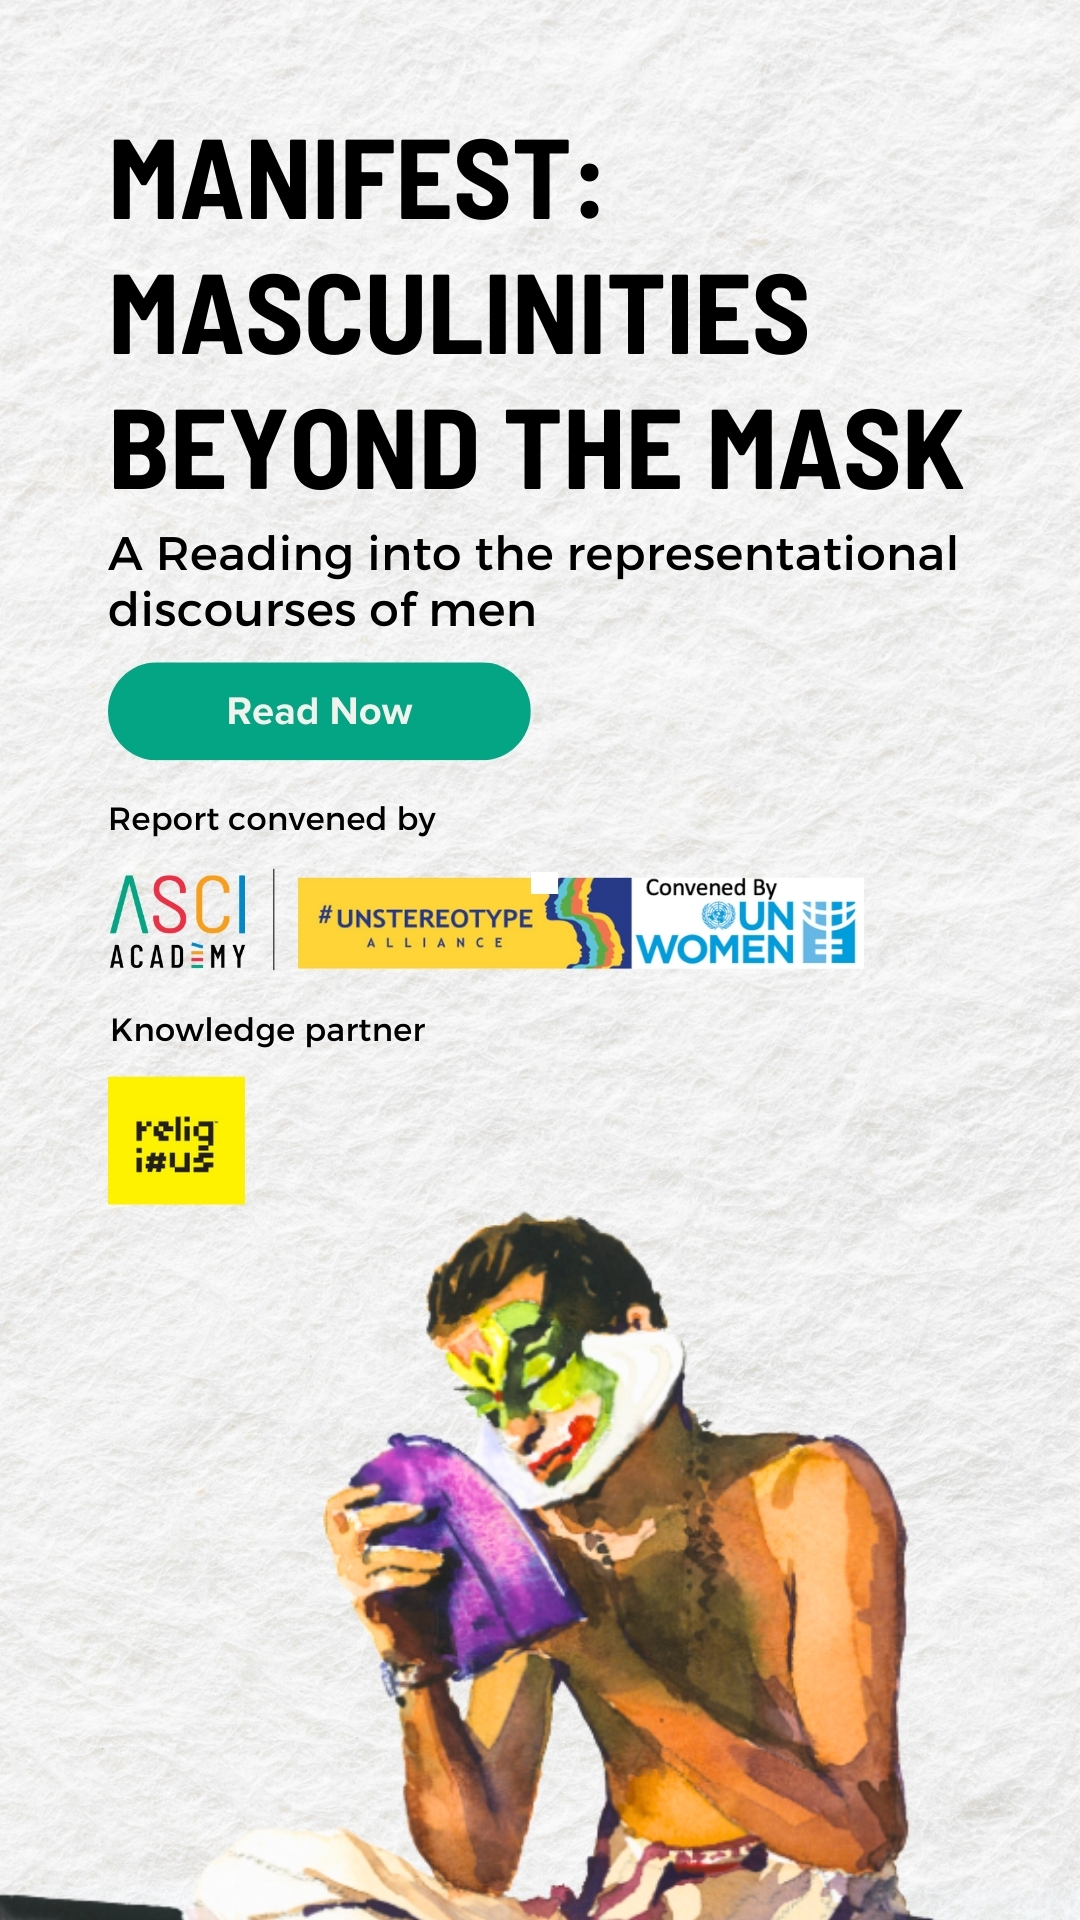 MANIFEST:
MASCULINITIES
BEYOND THE MASK
A Reading into the representational
discourses of men
Read Now
Report convened by
ASCI
ACADEMY
#UNSTEREOTYPE
ALLIANCE
Convened By
UN
WOMEN
Knowledge partner
relig
i#us